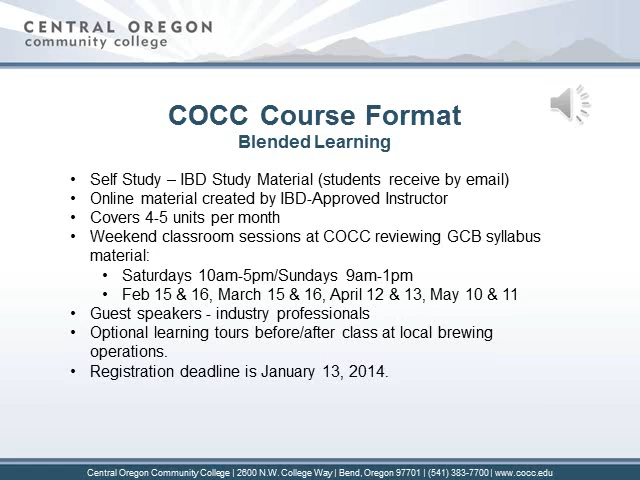 CENTRAL OREGON
community college
COCC Course Format
Blended Learning
• Self Study – IBD Study Material (students receive by email)
• Online material created by IBD-Approved Instructor
• Covers 4-5 units per month
• Weekend classroom sessions at COCC reviewing GCB syllabus
material:
• Saturdays 10am-5pm/Sundays 9am-1pm
• Feb 15 & 16, March 15 & 16, April 12 & 13, May 10 & 11
• Guest speakers - industry professionals
• Optional learning tours before/after class at local brewing
operations.
• Registration deadline is January 13, 2014.
Central Oregon Community College | 2600 N.W. College Way | Bend, Oregon 97701 | (541) 383-7700 | www.cocc.edu